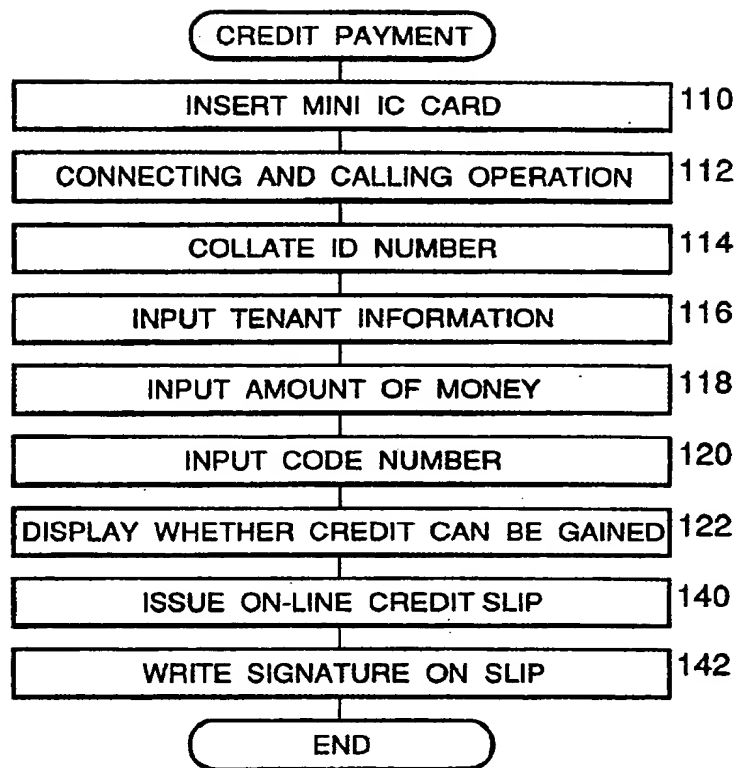 CREDIT PAYMENT
INSERT MINI IC CARD 110
CONNECTING AND CALLING OPERATION 112
COLLATE ID NUMBER 114
INPUT TENANT INFORMATION 116
INPUT AMOUNT OF MONEY 118
INPUT CODE NUMBER 120
DISPLAY WHETHER CREDIT CAN BE GAINED 122
ISSUE ON-LINE CREDIT SLIP 140
WRITE SIGNATURE ON SLIP 142
END